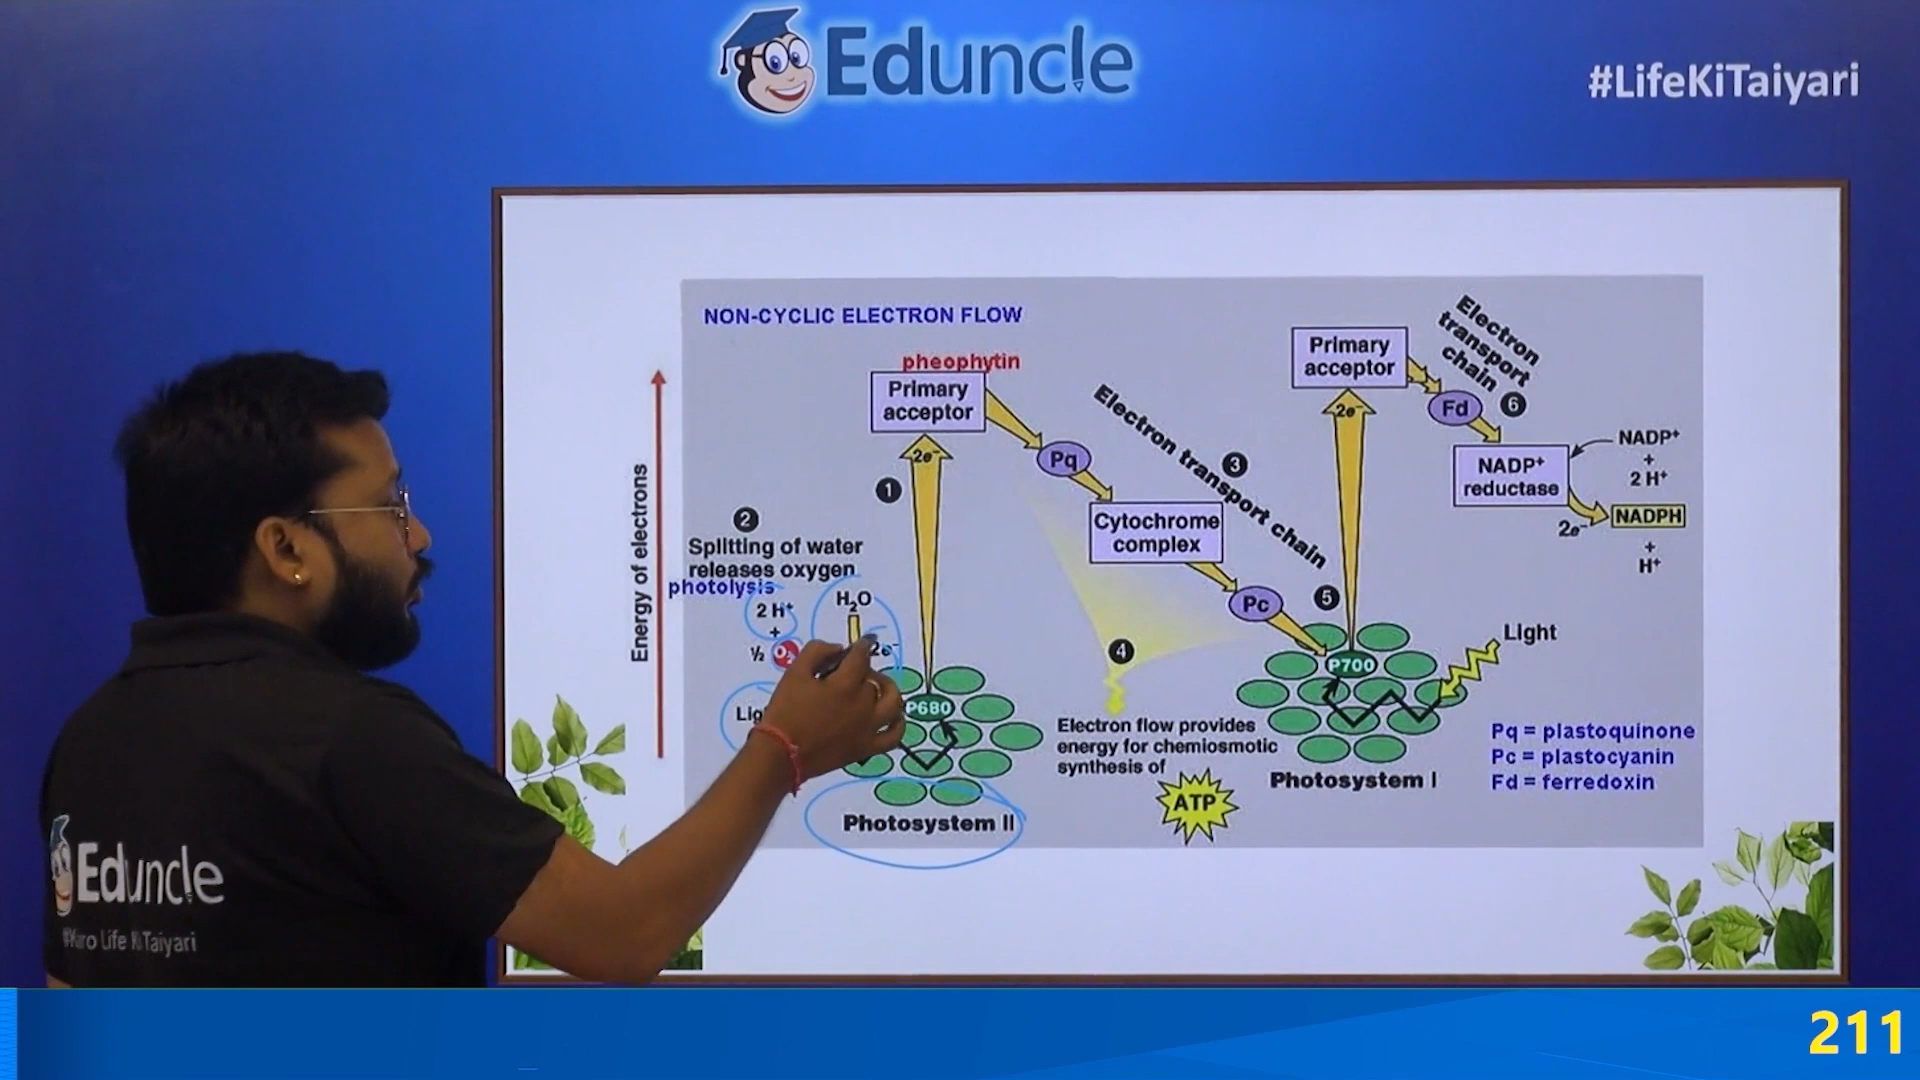 Eduncle
#LifeKiTaiyari
NON-CYCLIC ELECTRON FLOW
pheophytin
Primary
acceptor
2e⁻
1
Pq
Electron transport chain
3
Cytochrome
complex
Pc
Primary
acceptor
2e⁻
Electron
transport
chain
6
Fd
NADP⁺
reductase
NADP⁺
+
2 H⁺
2e⁻
NADPH
+
H⁺
Energy of electrons
2
Splitting of water
releases oxygen
photolysis
2 H⁺
+
½ O₂
H₂O
2e⁻
P680
Photosystem II
4
Electron flow provides
energy for chemiosmotic
synthesis of
ATP
5
P700
Light
Photosystem I
Pq = plastoquinone
Pc = plastocyanin
Fd = ferredoxin
Eduncle
Life KiTaiyari
211